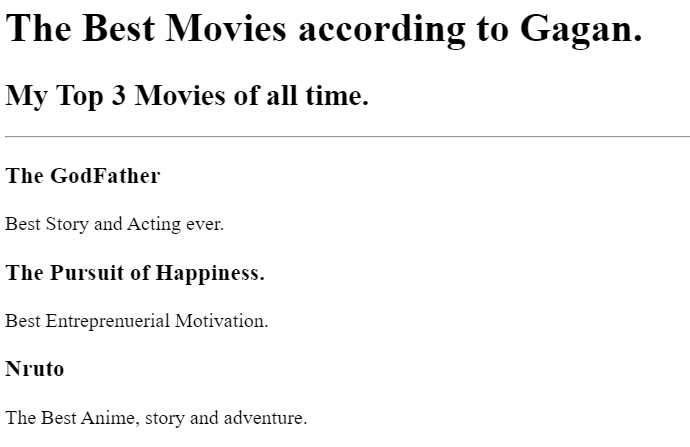 The Best Movies according to Gagan.
My Top 3 Movies of all time.
The GodFather
Best Story and Acting ever.
The Pursuit of Happiness.
Best Entreprenuerial Motivation.
Nruto
The Best Anime, story and adventure.